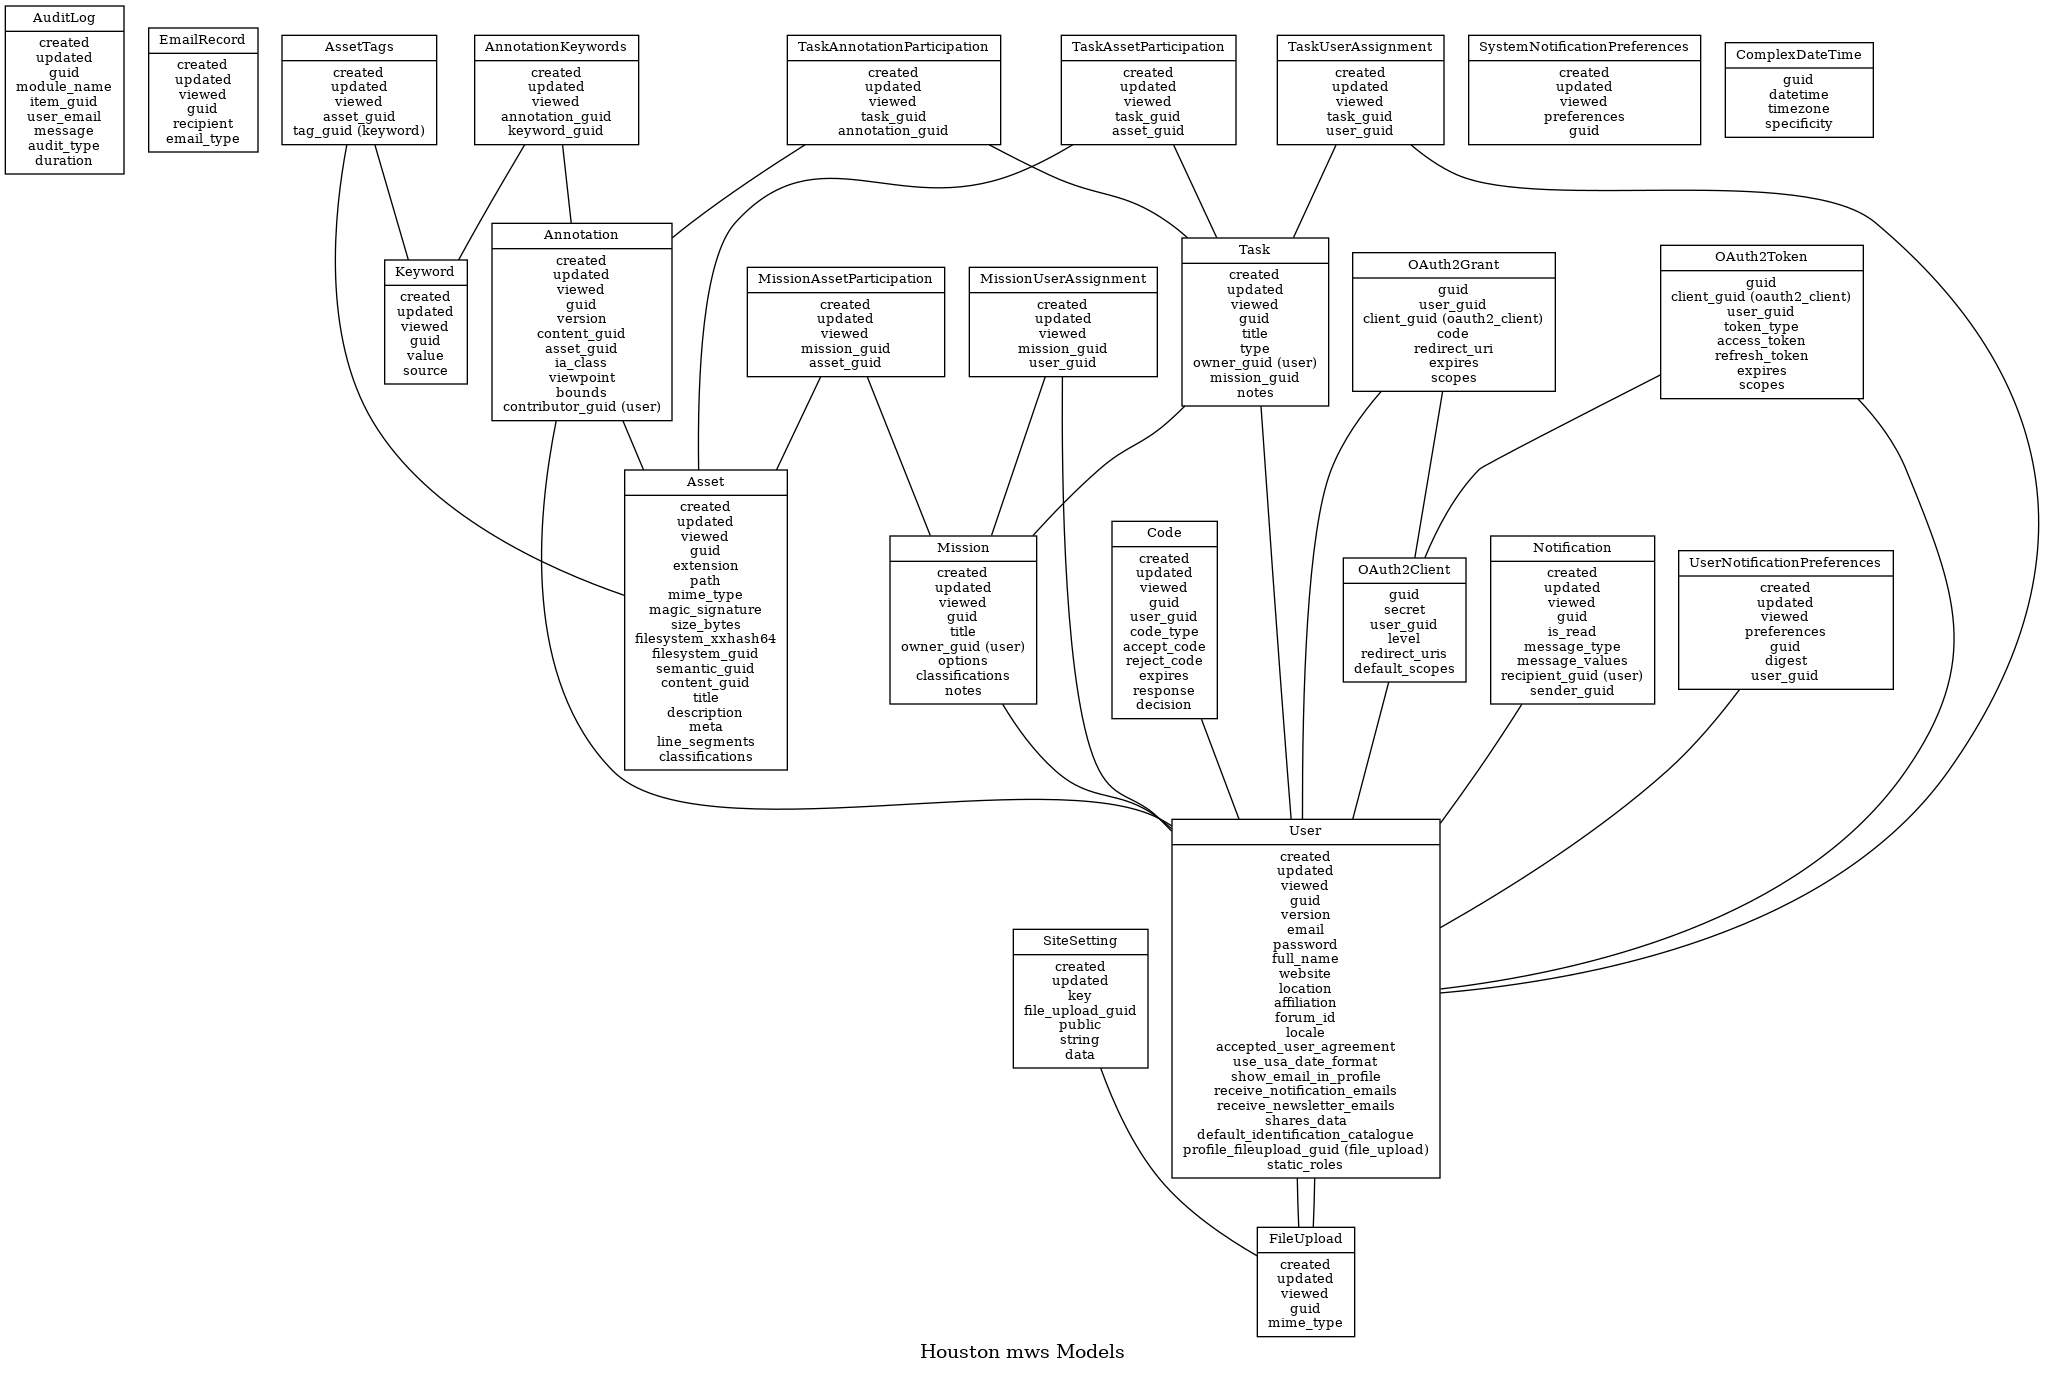 AuditLog
created
updated
guid
module_name
item_guid
user_email
message
audit_type
duration
EmailRecord
created
updated
viewed
guid
recipient
email_type
AssetTags
created
updated
viewed
asset_guid
tag_guid (keyword)
AnnotationKeywords
created
updated
viewed
annotation_guid
keyword_guid
TaskAnnotationParticipation
created
updated
viewed
task_guid
annotation_guid
TaskAssetParticipation
created
updated
viewed
task_guid
asset_guid
TaskUserAssignment
created
updated
viewed
task_guid
user_guid
SystemNotificationPreferences
created
updated
viewed
preferences
guid
ComplexDateTime
guid
datetime
timezone
specificity
Keyword
created
updated
viewed
guid
value
source
Annotation
created
updated
viewed
guid
version
content_guid
asset_guid
ia_class
viewpoint
bounds
contributor_guid (user)
MissionAssetParticipation
created
updated
viewed
mission_guid
asset_guid
MissionUserAssignment
created
updated
viewed
mission_guid
user_guid
Task
created
updated
viewed
guid
title
type
owner_guid (user)
mission_guid
notes
OAuth2Grant
guid
user_guid
client_guid (oauth2_client)
code
redirect_uri
expires
scopes
OAuth2Token
guid
client_guid (oauth2_client)
user_guid
token_type
access_token
refresh_token
expires
scopes
Asset
created
updated
viewed
guid
extension
path
mime_type
magic_signature
size_bytes
filesystem_xxhash64
filesystem_guid
semantic_guid
content_guid
title
description
meta
line_segments
classifications
Mission
created
updated
viewed
guid
title
owner_guid (user)
options
classifications
notes
Code
created
updated
viewed
guid
user_guid
code_type
accept_code
reject_code
expires
response
decision
OAuth2Client
guid
secret
user_guid
level
redirect_uris
default_scopes
Notification
created
updated
viewed
guid
is_read
message_type
message_values
recipient_guid (user)
sender_guid
UserNotificationPreferences
created
updated
viewed
preferences
guid
digest
user_guid
SiteSetting
created
updated
key
file_upload_guid
public
string
data
User
created
updated
viewed
guid
version
email
password
full_name
website
location
affiliation
forum_id
locale
accepted_user_agreement
use_usa_date_format
show_email_in_profile
receive_notification_emails
receive_newsletter_emails
shares_data
default_identification_catalogue
profile_fileupload_guid (file_upload)
static_roles
FileUpload
created
updated
viewed
guid
mime_type
Houston mws Models